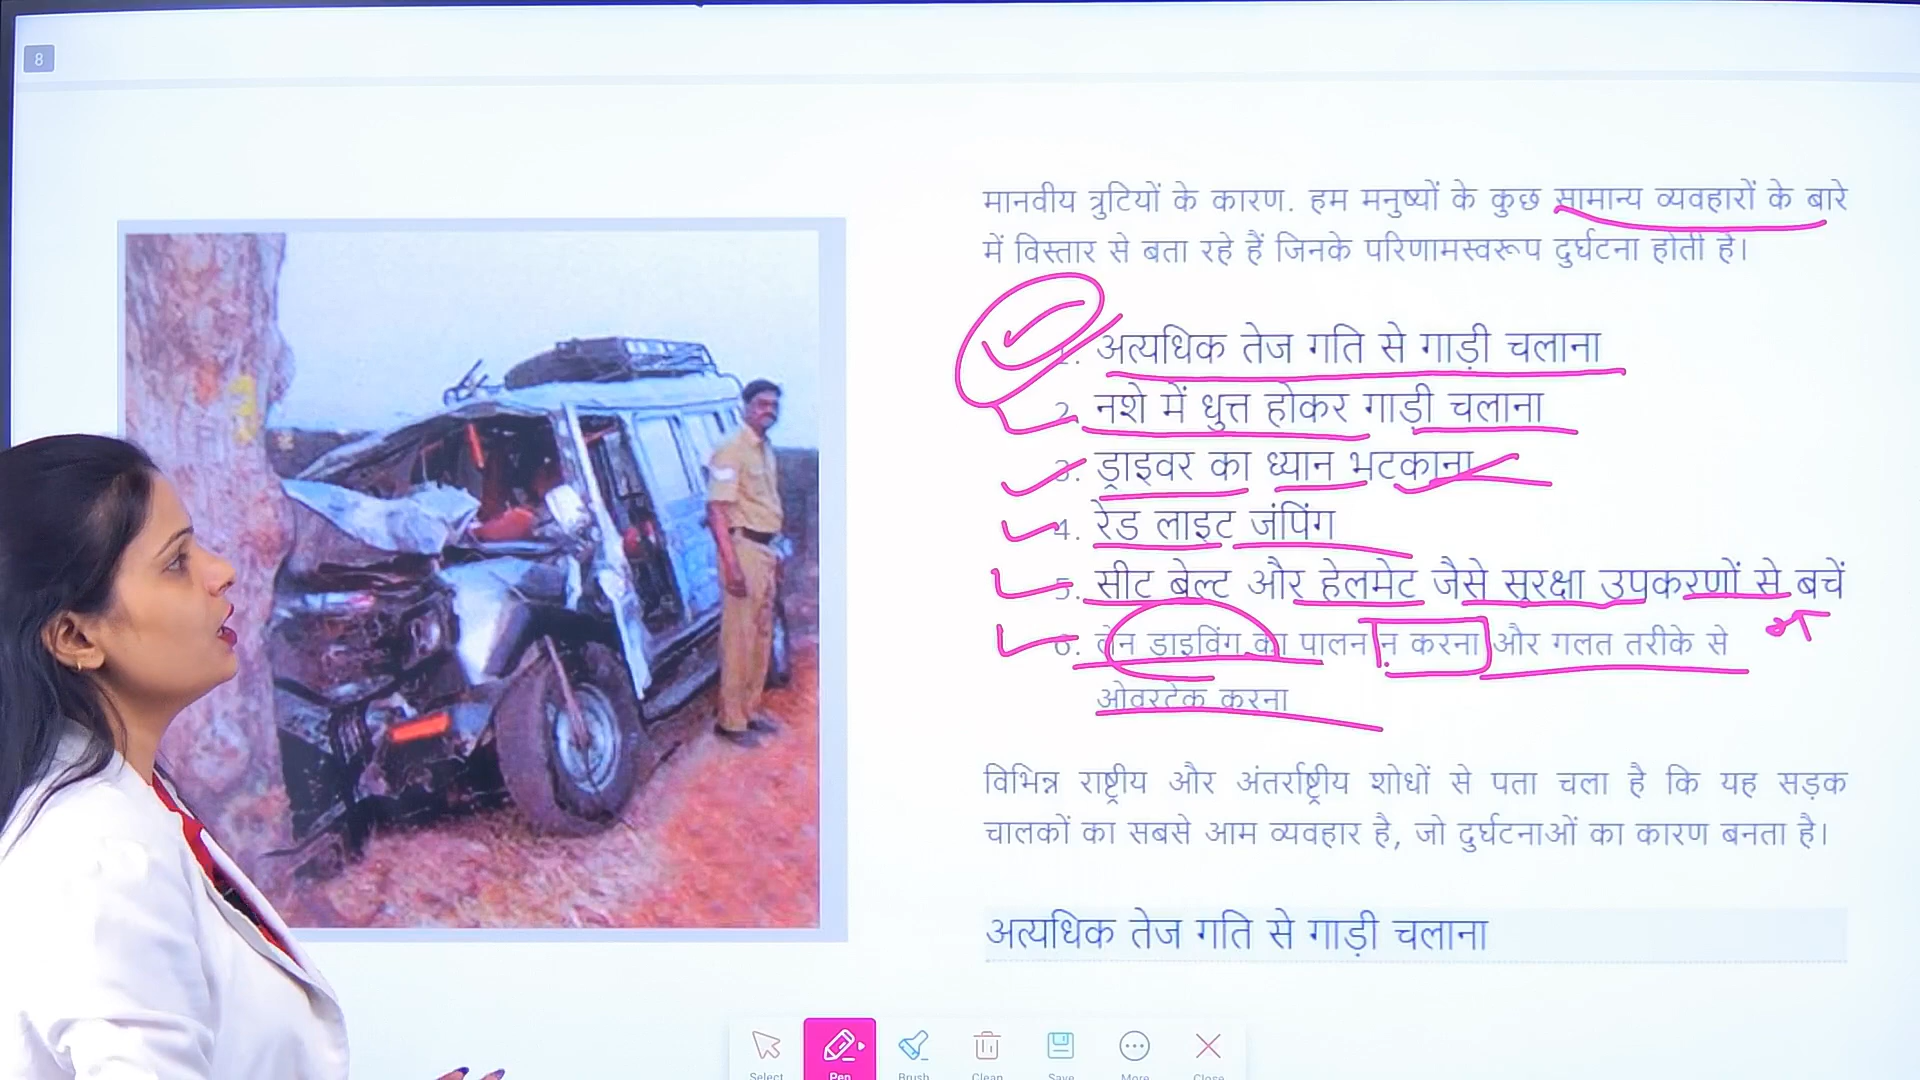 8
मानवीय त्रुटियों के कारण. हम मनुष्यों के कुछ सामान्य व्यवहारों के बारे
में विस्तार से बता रहे हैं जिनके परिणामस्वरूप दुर्घटना होती है।
1. अत्यधिक तेज गति से गाड़ी चलाना
2. नशे में धुत्त होकर गाडी चलाना
3. ड्राइवर का ध्यान भटकाना
4. रेड लाइट जंपिंग
5. सीट बेल्ट और हेलमेट जैसे सुरक्षा उपकरणों से बचें
6. लेन डाइविंग का पालन न करना और गलत तरीके से
ओवरटेक करना
विभिन्न राष्ट्रीय और अंतर्राष्ट्रीय शोधों से पता चला है कि यह सड़क
चालकों का सबसे आम व्यवहार है, जो दुर्घटनाओं का कारण बनता है।
अत्यधिक तेज गति से गाड़ी चलाना
Select Pen Brush Clean Save More Close